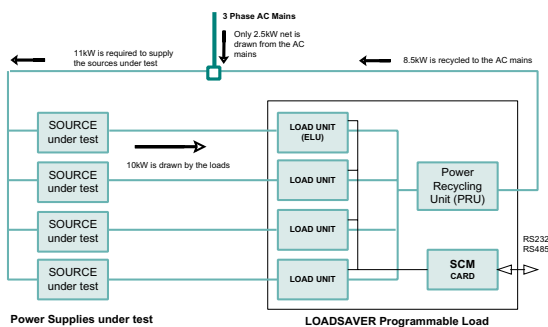 3 Phase AC Mains
Only 2.5kW net is
drawn from the AC
mains
11kW is required to supply
the sources under test
8.5kW is recycled to the AC mains
SOURCE
under test
10kW is drawn by the loads
LOAD UNIT
(ELU)
SOURCE
under test
LOAD UNIT
Power
Recycling
Unit (PRU)
SOURCE
under test
LOAD UNIT
RS232
RS485
SOURCE
under test
LOAD UNIT
SCM
CARD
Power Supplies under test
LOADSAVER Programmable Load